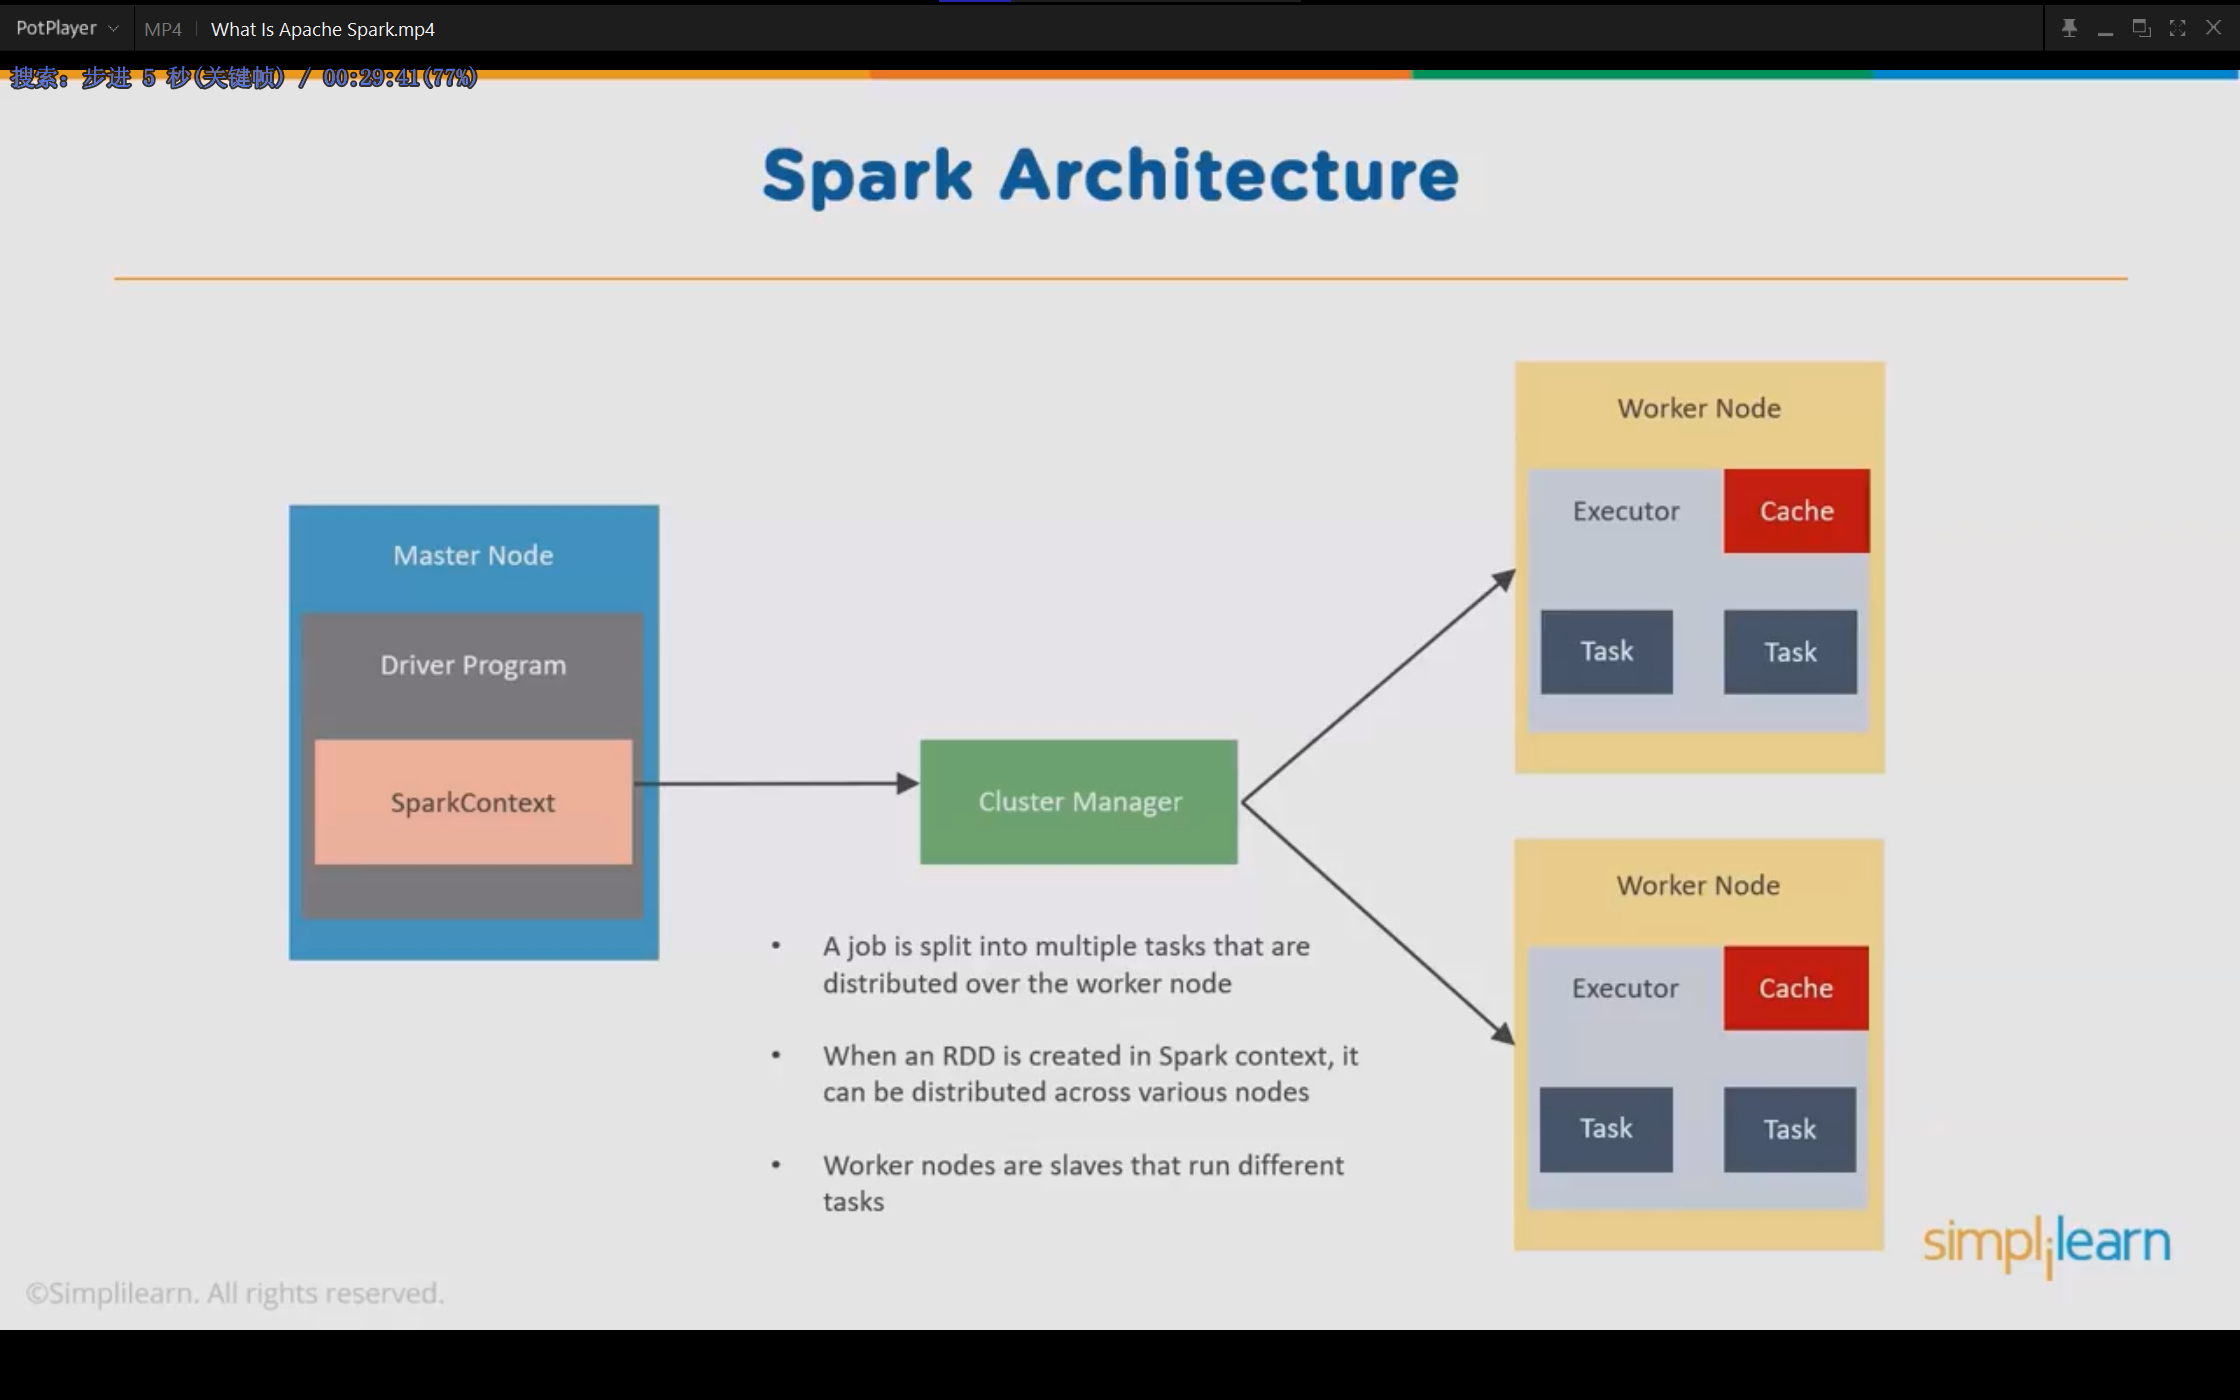 PotPlayer
MP4
What Is Apache Spark.mp4
搜索: 步进 5 秒(关键帧) / 00:29:41(77%)
Spark Architecture
Master Node
Driver Program
SparkContext
Cluster Manager
Worker Node
Executor
Cache
Task
Task
Worker Node
Executor
Cache
Task
Task
• A job is split into multiple tasks that are
distributed over the worker node
• When an RDD is created in Spark context, it
can be distributed across various nodes
• Worker nodes are slaves that run different
tasks
simplilearn
©Simplilearn. All rights reserved.